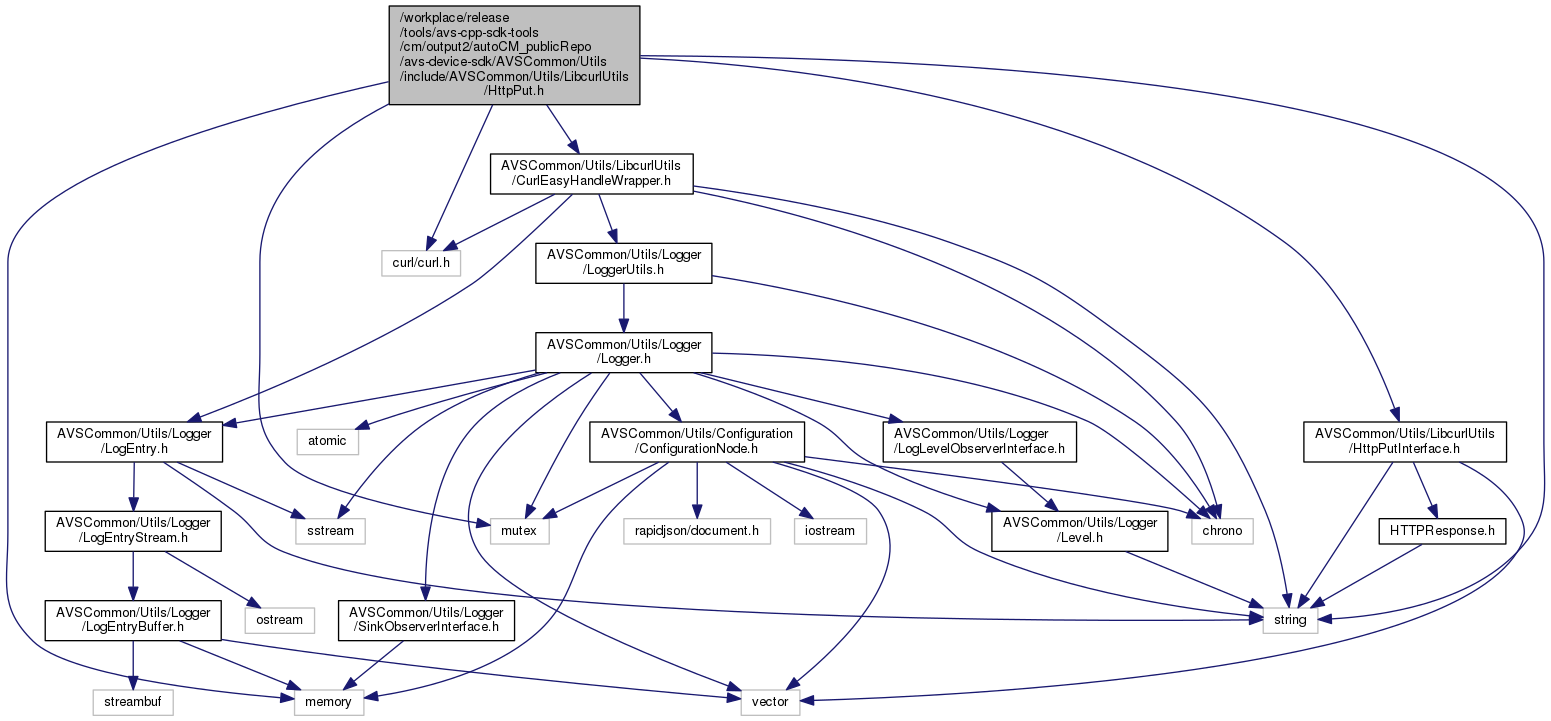 /workplace/release
/tools/avs-cpp-sdk-tools
/cm/output2/autoCM_publicRepo
/avs-device-sdk/AVSCommon/Utils
/include/AVSCommon/Utils/LibcurlUtils
/HttpPut.h
AVSCommon/Utils/LibcurlUtils
/CurlEasyHandleWrapper.h
curl/curl.h
AVSCommon/Utils/Logger
/LoggerUtils.h
AVSCommon/Utils/Logger
/Logger.h
AVSCommon/Utils/Logger
/LogEntry.h
atomic
AVSCommon/Utils/Configuration
/ConfigurationNode.h
AVSCommon/Utils/Logger
/LogLevelObserverInterface.h
AVSCommon/Utils/LibcurlUtils
/HttpPutInterface.h
AVSCommon/Utils/Logger
/LogEntryStream.h
sstream
mutex
rapidjson/document.h
iostream
AVSCommon/Utils/Logger
/Level.h
chrono
HTTPResponse.h
AVSCommon/Utils/Logger
/LogEntryBuffer.h
ostream
AVSCommon/Utils/Logger
/SinkObserverInterface.h
string
streambuf
memory
vector